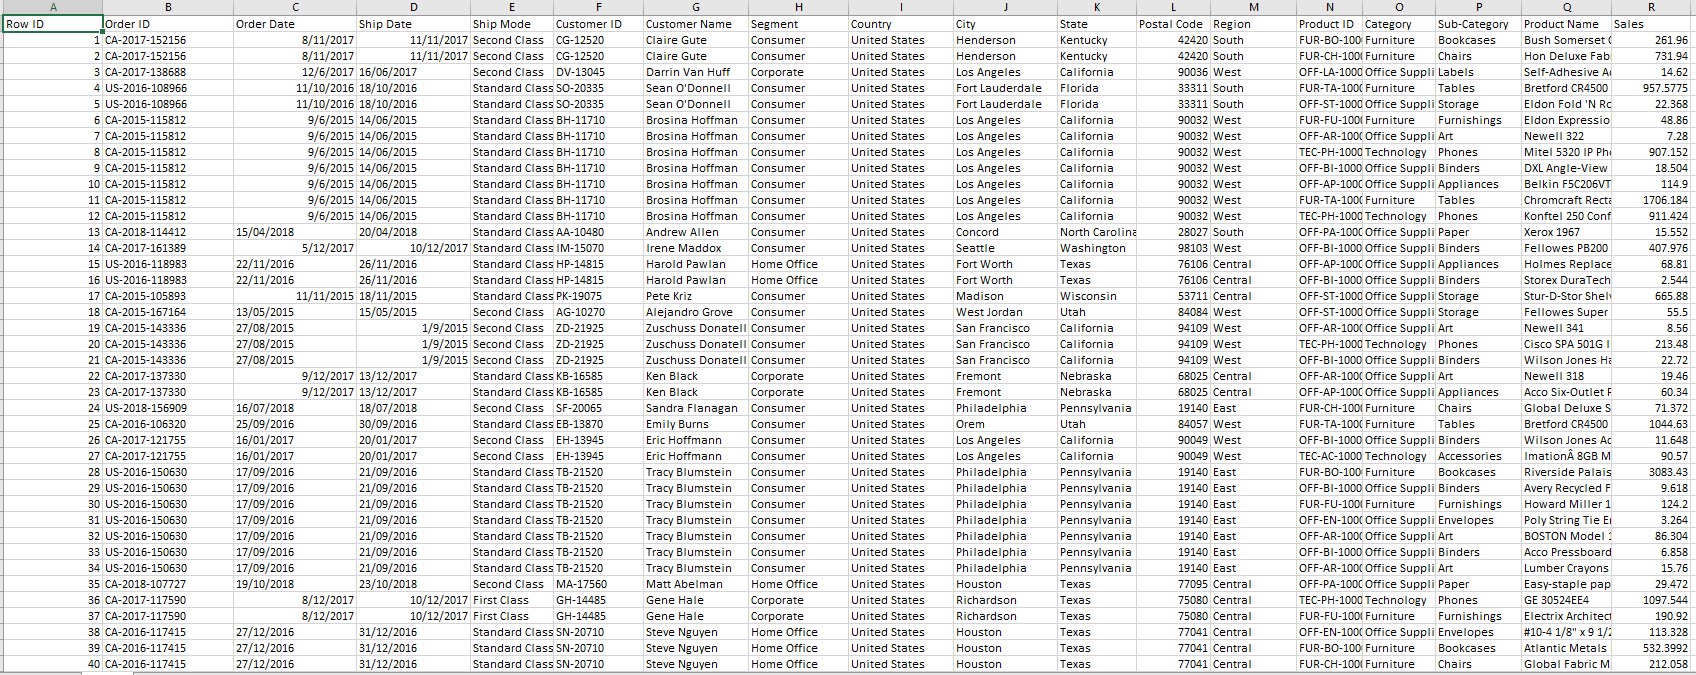 A B C D E F G H I J K L M N O P Q R
Row ID Order ID Order Date Ship Date Ship Mode Customer ID Customer Name Segment Country City State Postal Code Region Product ID Category Sub-Category Product Name Sales
1 CA-2017-152156 8/11/2017 11/11/2017 Second Class CG-12520 Claire Gute Consumer United States Henderson Kentucky 42420 South FUR-BO-100 Furniture Bookcases Bush Somerset C 261.96
2 CA-2017-152156 8/11/2017 11/11/2017 Second Class CG-12520 Claire Gute Consumer United States Henderson Kentucky 42420 South FUR-CH-100 Furniture Chairs Hon Deluxe Fab 731.94
3 CA-2017-138688 12/6/2017 16/06/2017 Second Class DV-13045 Darrin Van Huff Corporate United States Los Angeles California 90036 West OFF-LA-1000 Office Suppli Labels Self-Adhesive A 14.62
4 US-2016-108966 11/10/2016 18/10/2016 Standard Class SO-20335 Sean O'Donnell Consumer United States Fort Lauderdale Florida 33311 South FUR-TA-1000 Furniture Tables Bretford CR4500 957.5775
5 US-2016-108966 11/10/2016 18/10/2016 Standard Class SO-20335 Sean O'Donnell Consumer United States Fort Lauderdale Florida 33311 South OFF-ST-1000 Office Suppli Storage Eldon Fold 'N Ro 22.368
6 CA-2015-115812 9/6/2015 14/06/2015 Standard Class BH-11710 Brosina Hoffman Consumer United States Los Angeles California 90032 West FUR-FU-1000 Furniture Furnishings Eldon Expressio 48.86
7 CA-2015-115812 9/6/2015 14/06/2015 Standard Class BH-11710 Brosina Hoffman Consumer United States Los Angeles California 90032 West OFF-AR-1000 Office Suppli Art Newell 322 7.28
8 CA-2015-115812 9/6/2015 14/06/2015 Standard Class BH-11710 Brosina Hoffman Consumer United States Los Angeles California 90032 West TEC-PH-1000 Technology Phones Mitel 5320 IP Ph 907.152
9 CA-2015-115812 9/6/2015 14/06/2015 Standard Class BH-11710 Brosina Hoffman Consumer United States Los Angeles California 90032 West OFF-BI-1000 Office Suppli Binders DXL Angle-View 18.504
10 CA-2015-115812 9/6/2015 14/06/2015 Standard Class BH-11710 Brosina Hoffman Consumer United States Los Angeles California 90032 West OFF-AP-1000 Office Suppli Appliances Belkin F5C206VT 114.9
11 CA-2015-115812 9/6/2015 14/06/2015 Standard Class BH-11710 Brosina Hoffman Consumer United States Los Angeles California 90032 West FUR-TA-1000 Furniture Tables Chromcraft Recta 1706.184
12 CA-2015-115812 9/6/2015 14/06/2015 Standard Class BH-11710 Brosina Hoffman Consumer United States Los Angeles California 90032 West TEC-PH-1000 Technology Phones Konftel 250 Conf 911.424
13 CA-2018-114412 15/04/2018 20/04/2018 Standard Class AA-10480 Andrew Allen Consumer United States Concord North Carolina 28027 South OFF-PA-1000 Office Suppli Paper Xerox 1967 15.552
14 CA-2017-161389 5/12/2017 10/12/2017 Standard Class IM-15070 Irene Maddox Consumer United States Seattle Washington 98103 West OFF-BI-1000 Office Suppli Binders Fellowes PB200 407.976
15 US-2016-118983 22/11/2016 26/11/2016 Standard Class HP-14815 Harold Pawlan Home Office United States Fort Worth Texas 76106 Central OFF-AP-1000 Office Suppli Appliances Holmes Replace 68.81
16 US-2016-118983 22/11/2016 26/11/2016 Standard Class HP-14815 Harold Pawlan Home Office United States Fort Worth Texas 76106 Central OFF-BI-1000 Office Suppli Binders Storex DuraTech 2.544
17 CA-2015-105893 11/11/2015 18/11/2015 Standard Class PK-19075 Pete Kriz Consumer United States Madison Wisconsin 53711 Central OFF-ST-1000 Office Suppli Storage Stur-D-Stor Shel 665.88
18 CA-2015-167164 13/05/2015 15/05/2015 Second Class AG-10270 Alejandro Grove Consumer United States West Jordan Utah 84084 West OFF-ST-1000 Office Suppli Storage Fellowes Super 55.5
19 CA-2015-143336 27/08/2015 1/9/2015 Second Class ZD-21925 Zuschuss Donatell Consumer United States San Francisco California 94109 West OFF-AR-1000 Office Suppli Art Newell 341 8.56
20 CA-2015-143336 27/08/2015 1/9/2015 Second Class ZD-21925 Zuschuss Donatell Consumer United States San Francisco California 94109 West TEC-PH-1000 Technology Phones Cisco SPA 501G I 213.48
21 CA-2015-143336 27/08/2015 1/9/2015 Second Class ZD-21925 Zuschuss Donatell Consumer United States San Francisco California 94109 West OFF-BI-1000 Office Suppli Binders Wilson Jones Ha 22.72
22 CA-2017-137330 9/12/2017 13/12/2017 Standard Class KB-16585 Ken Black Corporate United States Fremont Nebraska 68025 Central OFF-AR-1000 Office Suppli Art Newell 318 19.46
23 CA-2017-137330 9/12/2017 13/12/2017 Standard Class KB-16585 Ken Black Corporate United States Fremont Nebraska 68025 Central OFF-AP-1000 Office Suppli Appliances Acco Six-Outlet P 60.34
24 US-2018-156909 16/07/2018 18/07/2018 Second Class SF-20065 Sandra Flanagan Consumer United States Philadelphia Pennsylvania 19140 East FUR-CH-100 Furniture Chairs Global Deluxe S 71.372
25 CA-2016-106320 25/09/2016 30/09/2016 Standard Class EB-13870 Emily Burns Consumer United States Orem Utah 84057 West FUR-TA-1000 Furniture Tables Bretford CR4500 1044.63
26 CA-2017-121755 16/01/2017 20/01/2017 Second Class EH-13945 Eric Hoffmann Consumer United States Los Angeles California 90049 West OFF-BI-1000 Office Suppli Binders Wilson Jones Ac 11.648
27 CA-2017-121755 16/01/2017 20/01/2017 Second Class EH-13945 Eric Hoffmann Consumer United States Los Angeles California 90049 West TEC-AC-1000 Technology Accessories ImationÂ 8GB M 90.57
28 US-2016-150630 17/09/2016 21/09/2016 Standard Class TB-21520 Tracy Blumstein Consumer United States Philadelphia Pennsylvania 19140 East FUR-BO-100 Furniture Bookcases Riverside Palais 3083.43
29 US-2016-150630 17/09/2016 21/09/2016 Standard Class TB-21520 Tracy Blumstein Consumer United States Philadelphia Pennsylvania 19140 East OFF-BI-1000 Office Suppli Binders Avery Recycled F 9.618
30 US-2016-150630 17/09/2016 21/09/2016 Standard Class TB-21520 Tracy Blumstein Consumer United States Philadelphia Pennsylvania 19140 East FUR-FU-1000 Furniture Furnishings Howard Miller 1 124.2
31 US-2016-150630 17/09/2016 21/09/2016 Standard Class TB-21520 Tracy Blumstein Consumer United States Philadelphia Pennsylvania 19140 East OFF-EN-1000 Office Suppli Envelopes Poly String Tie E 3.264
32 US-2016-150630 17/09/2016 21/09/2016 Standard Class TB-21520 Tracy Blumstein Consumer United States Philadelphia Pennsylvania 19140 East OFF-AR-1000 Office Suppli Art BOSTON Model 1 86.304
33 US-2016-150630 17/09/2016 21/09/2016 Standard Class TB-21520 Tracy Blumstein Consumer United States Philadelphia Pennsylvania 19140 East OFF-BI-1000 Office Suppli Binders Acco Pressboard 6.858
34 US-2016-150630 17/09/2016 21/09/2016 Standard Class TB-21520 Tracy Blumstein Consumer United States Philadelphia Pennsylvania 19140 East OFF-AR-1000 Office Suppli Art Lumber Crayons 15.76
35 CA-2018-107727 19/10/2018 23/10/2018 Second Class MA-17560 Matt Abelman Home Office United States Houston Texas 77095 Central OFF-PA-1000 Office Suppli Paper Easy-staple pap 29.472
36 CA-2017-117590 8/12/2017 10/12/2017 First Class GH-14485 Gene Hale Corporate United States Richardson Texas 75080 Central TEC-PH-1000 Technology Phones GE 30524EE4 1097.544
37 CA-2017-117590 8/12/2017 10/12/2017 First Class GH-14485 Gene Hale Corporate United States Richardson Texas 75080 Central FUR-FU-1000 Furniture Furnishings Electrix Architect 190.92
38 CA-2016-117415 27/12/2016 31/12/2016 Standard Class SN-20710 Steve Nguyen Home Office United States Houston Texas 77041 Central OFF-EN-1000 Office Suppli Envelopes #10-4 1/8" x 9 1/2 113.328
39 CA-2016-117415 27/12/2016 31/12/2016 Standard Class SN-20710 Steve Nguyen Home Office United States Houston Texas 77041 Central FUR-BO-100 Furniture Bookcases Atlantic Metals 532.3992
40 CA-2016-117415 27/12/2016 31/12/2016 Standard Class SN-20710 Steve Nguyen Home Office United States Houston Texas 77041 Central FUR-CH-100 Furniture Chairs Global Fabric M 212.058